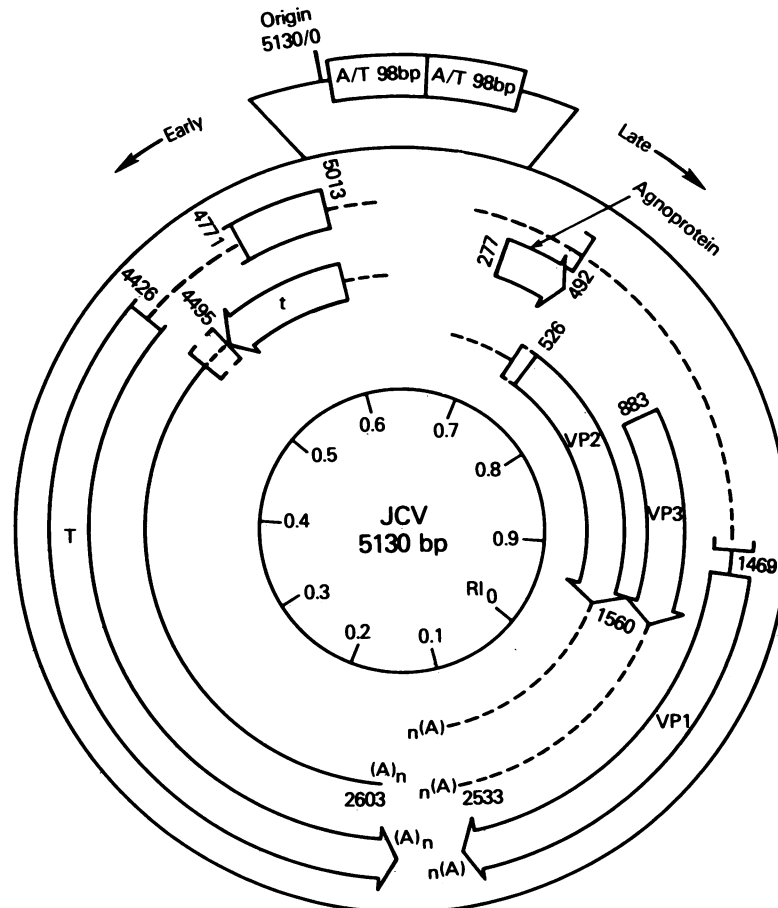 Origin
5130/0
A/T 98bp
A/T 98bp
Early
Late
5013
4771
4426
4495
t
T
Agnoprotein
277
492
526
883
VP2
VP3
1469
1560
VP1
0.6
0.7
0.5
0.8
0.4
0.9
0.3
0.2
0.1
RI 0
JCV
5130 bp
n(A)
(A)n
n(A)
2603
2533
(A)n
n(A)